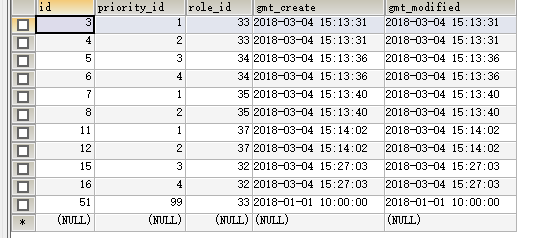 id priority_id role_id gmt_create gmt_modified
3 1 33 2018-03-04 15:13:31 2018-03-04 15:13:31
4 2 33 2018-03-04 15:13:31 2018-03-04 15:13:31
5 3 34 2018-03-04 15:13:36 2018-03-04 15:13:36
6 4 34 2018-03-04 15:13:36 2018-03-04 15:13:36
7 1 35 2018-03-04 15:13:40 2018-03-04 15:13:40
8 2 35 2018-03-04 15:13:40 2018-03-04 15:13:40
11 1 37 2018-03-04 15:14:02 2018-03-04 15:14:02
12 2 37 2018-03-04 15:14:02 2018-03-04 15:14:02
15 3 32 2018-03-04 15:27:03 2018-03-04 15:27:03
16 4 32 2018-03-04 15:27:03 2018-03-04 15:27:03
51 99 33 2018-01-01 10:00:00 2018-01-01 10:00:00
* (NULL) (NULL) (NULL) (NULL) (NULL)